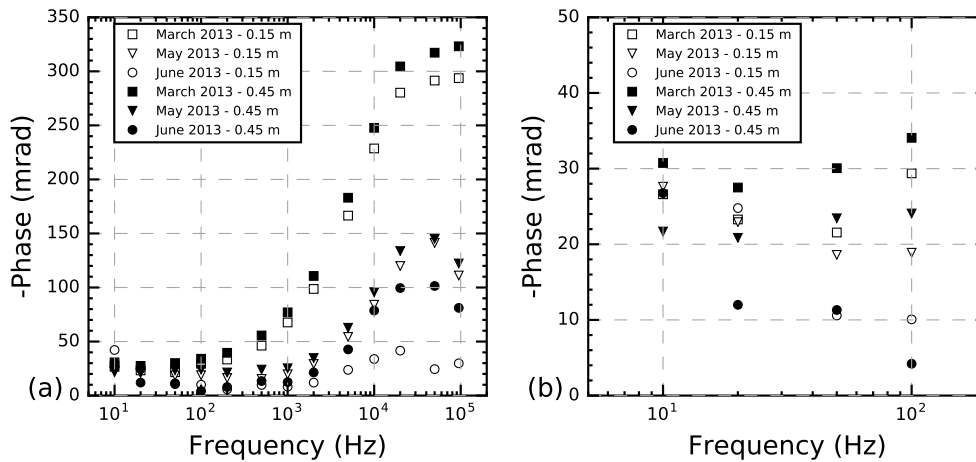 350
300
250
200
150
100
50
0
-Phase (mrad)
March 2013 - 0.15 m
May 2013 - 0.15 m
June 2013 - 0.15 m
March 2013 - 0.45 m
May 2013 - 0.45 m
June 2013 - 0.45 m
(a)
10¹ 10² 10³ 10⁴ 10⁵
Frequency (Hz)
50
40
30
20
10
0
-Phase (mrad)
March 2013 - 0.15 m
May 2013 - 0.15 m
June 2013 - 0.15 m
March 2013 - 0.45 m
May 2013 - 0.45 m
June 2013 - 0.45 m
(b)
10¹ 10²
Frequency (Hz)